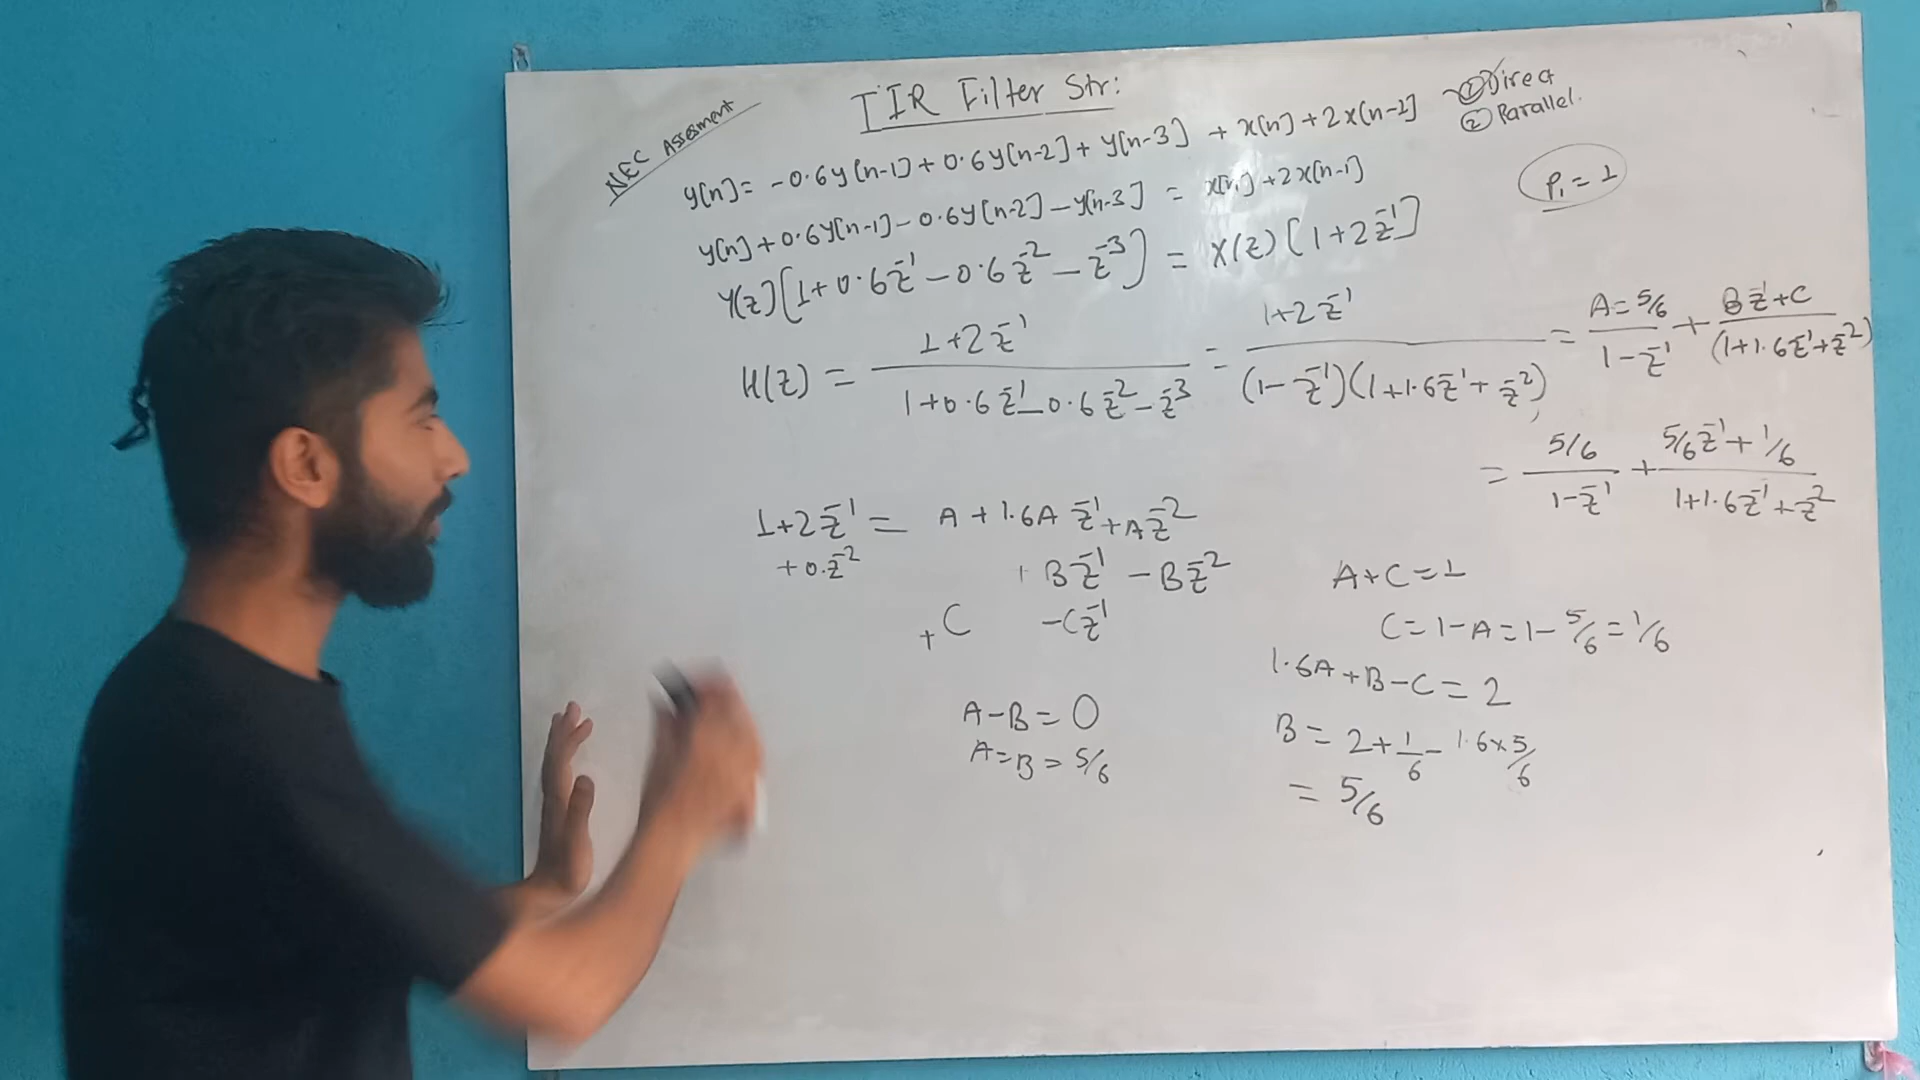 NEC Assesment
IIR Filter Str:
① Direct
② Parallel.
y[n] = -0.6y[n-1] + 0.6y[n-2] + y[n-3] + x[n] + 2x[n-1]
y[n] + 0.6y[n-1] - 0.6y[n-2] - y[n-3] = x[n] + 2x[n-1]
P₁ = 1
Y(z)[1 + 0.6z⁻¹ - 0.6z⁻² - z⁻³] = X(z)[1 + 2z⁻¹]
H(z) = (1 + 2z⁻¹)/(1 + 0.6z⁻¹ - 0.6z⁻² - z⁻³) = (1 + 2z⁻¹)/((1 - z⁻¹)(1 + 1.6z⁻¹ + z⁻²)) = (A = 5/6)/(1 - z⁻¹) + (Bz⁻¹ + C)/(1 + 1.6z⁻¹ + z⁻²)
= (5/6)/(1 - z⁻¹) + (5/6z⁻¹ + 1/6)/(1 + 1.6z⁻¹ + z⁻²)
1 + 2z⁻¹ = A + 1.6A z⁻¹ + Az⁻²
+ 0.z⁻² + Bz⁻¹ - Bz⁻²
+ C - Cz⁻¹
A - B = 0
A = B = 5/6
A + C = 1
C = 1 - A = 1 - 5/6 = 1/6
1.6A + B - C = 2
B = 2 + 1/6 - 1.6 × 5/6
= 5/6